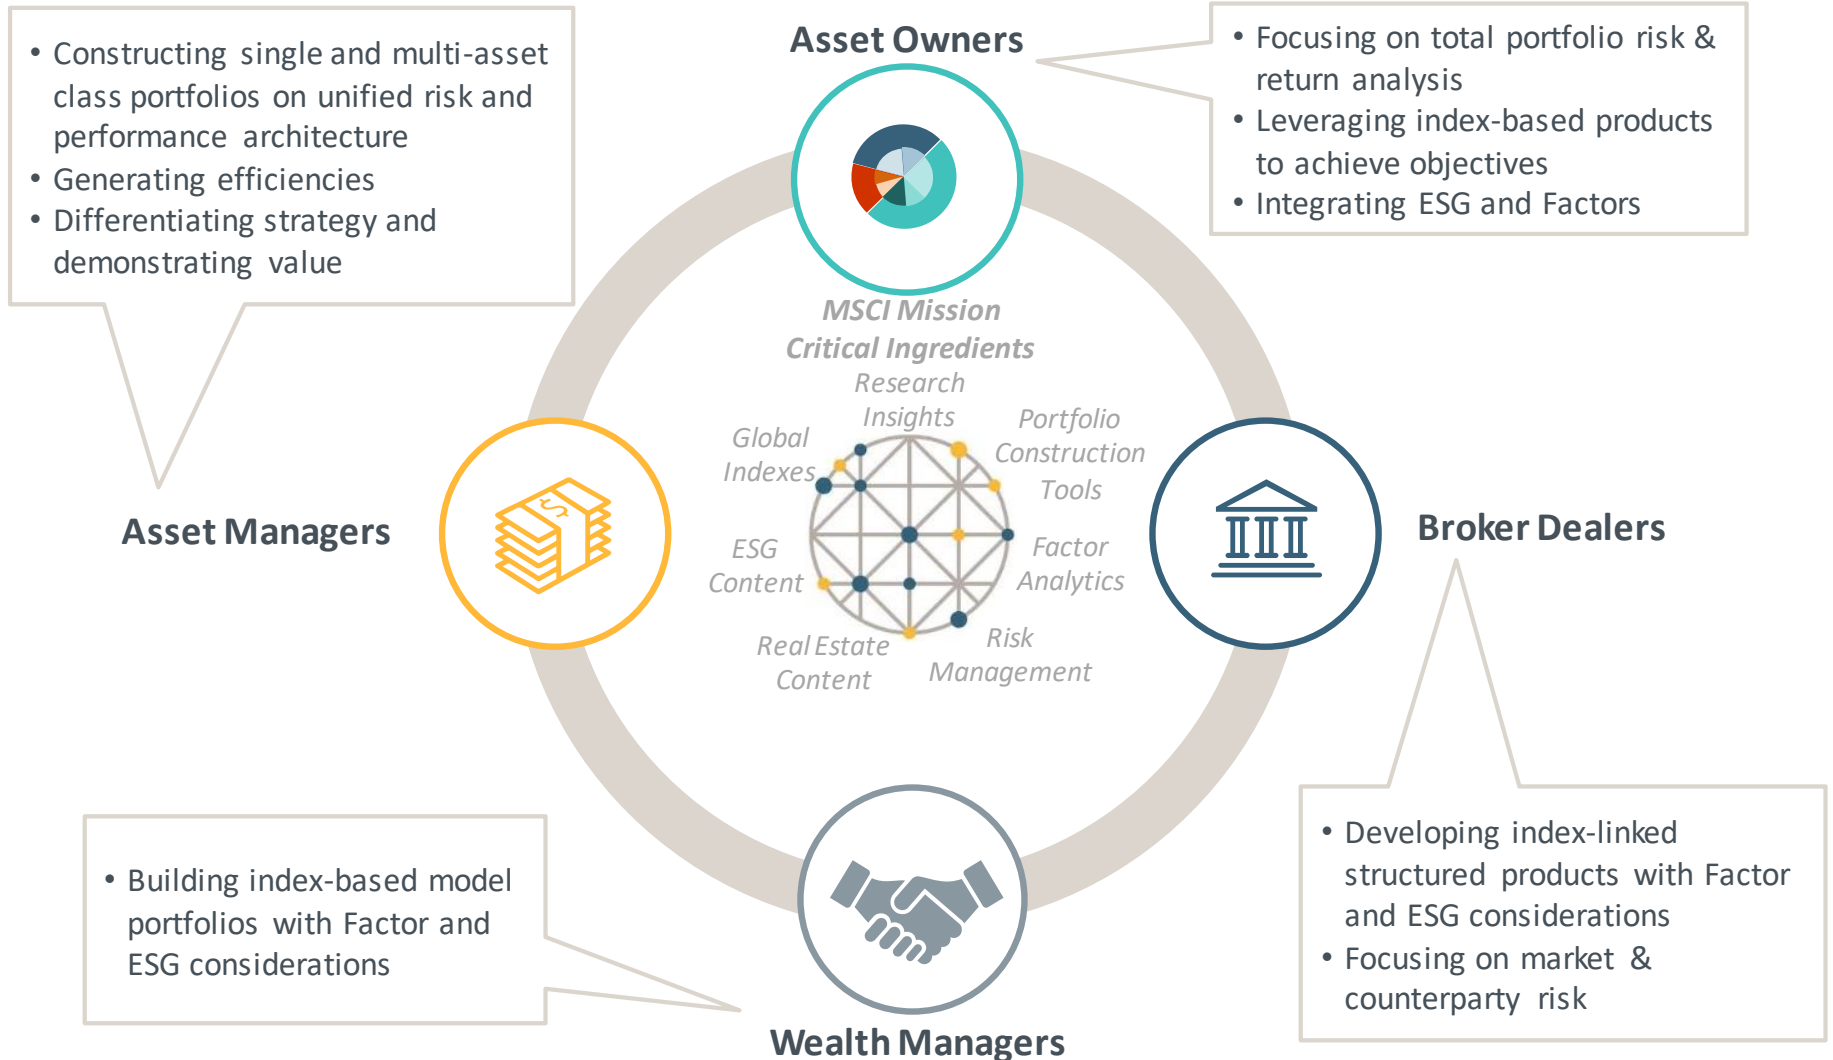 • Constructing single and multi-asset
class portfolios on unified risk and
performance architecture
• Generating efficiencies
• Differentiating strategy and
demonstrating value
Asset Owners
• Focusing on total portfolio risk &
return analysis
• Leveraging index-based products
to achieve objectives
• Integrating ESG and Factors
MSCI Mission
Critical Ingredients
Research
Insights
Global
Indexes
Portfolio
Construction
Tools
ESG
Content
Factor
Analytics
Real Estate
Content
Risk
Management
Asset Managers
$
Broker Dealers
• Building index-based model
portfolios with Factor and
ESG considerations
Wealth Managers
• Developing index-linked
structured products with Factor
and ESG considerations
• Focusing on market &
counterparty risk